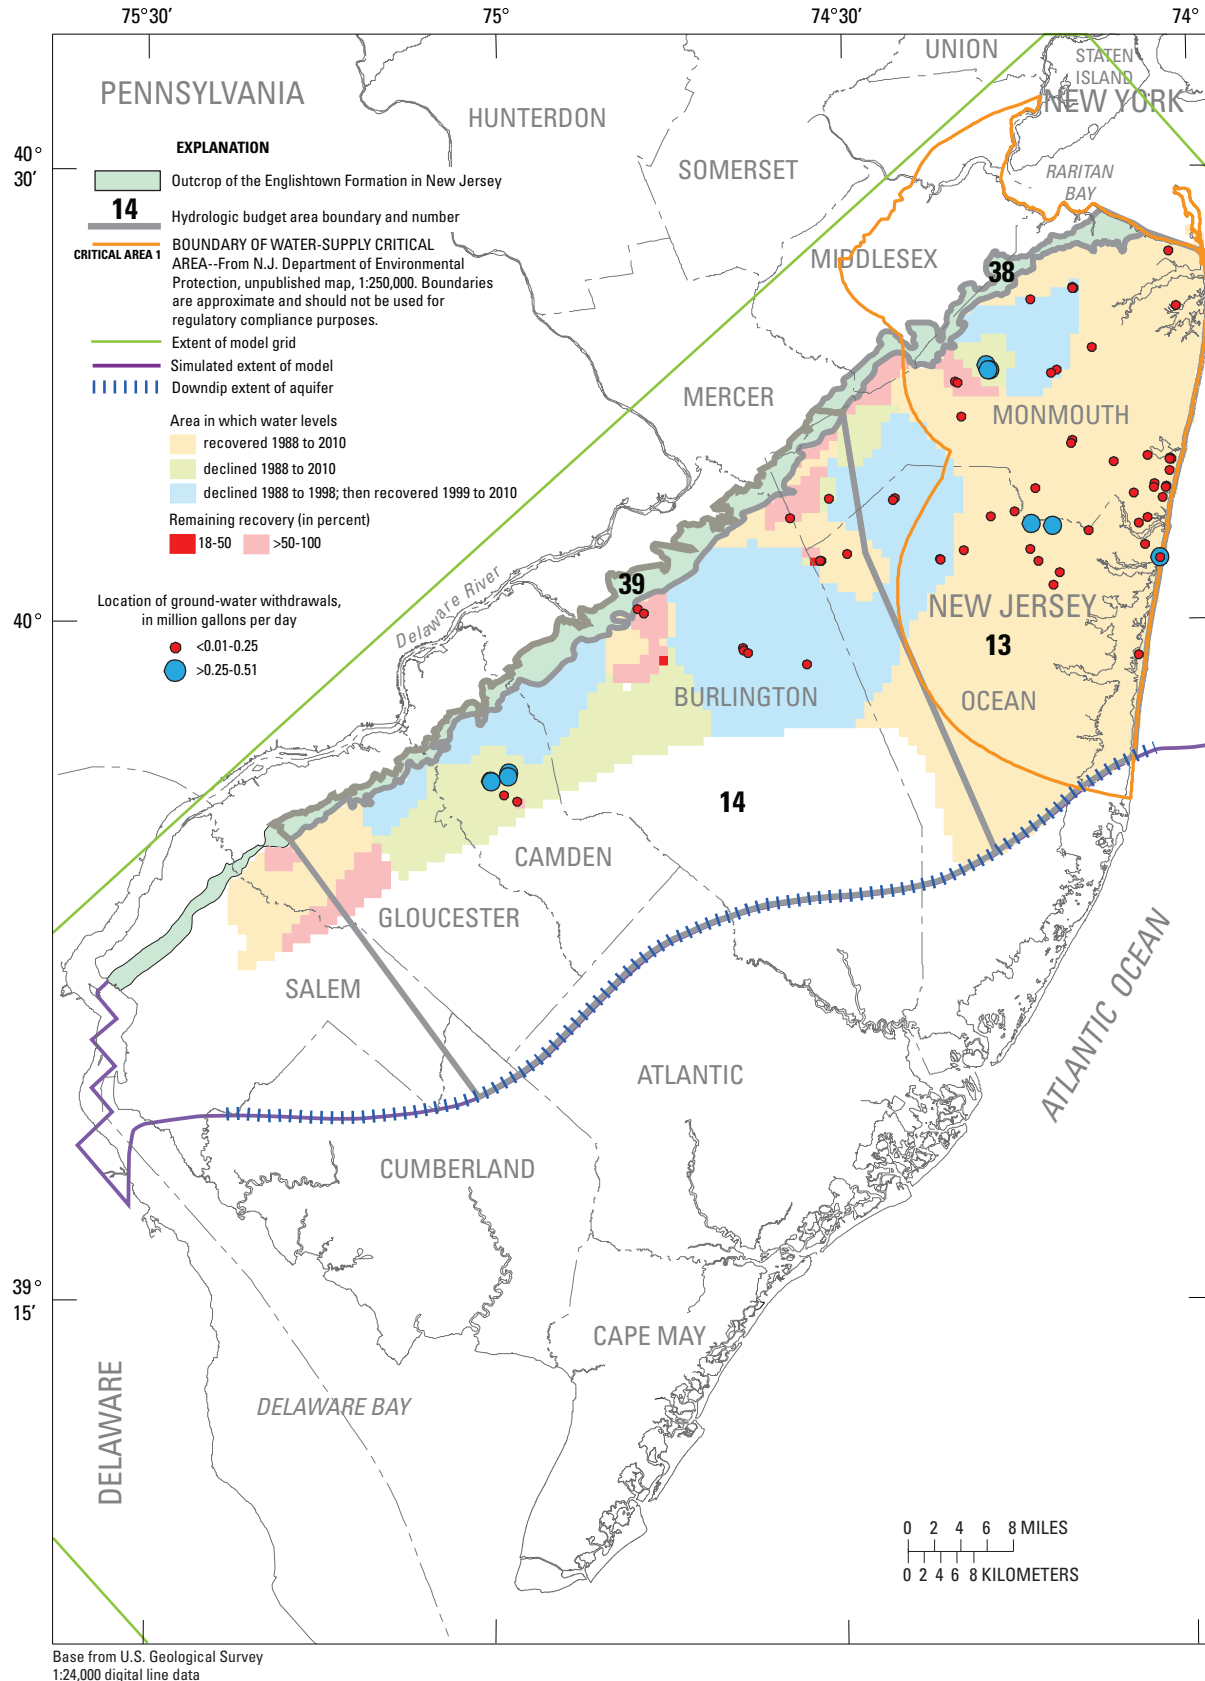 75°30′
75°
74°30′
74°
UNION
STATEN
ISLAND
NEW YORK
PENNSYLVANIA
HUNTERDON
SOMERSET
40°
30′
RARITAN
BAY
EXPLANATION
Outcrop of the Englishtown Formation in New Jersey
14
Hydrologic budget area boundary and number
CRITICAL AREA 1
BOUNDARY OF WATER-SUPPLY CRITICAL
AREA--From N.J. Department of Environmental
Protection, unpublished map, 1:250,000. Boundaries
are approximate and should not be used for
regulatory compliance purposes.
Extent of model grid
Simulated extent of model
Downdip extent of aquifer
Area in which water levels
recovered 1988 to 2010
declined 1988 to 2010
declined 1988 to 1998; then recovered 1999 to 2010
Remaining recovery (in percent)
18-50
>50-100
Location of ground-water withdrawals,
in million gallons per day
<0.01-0.25
>0.25-0.51
MIDDLESEX
38
MERCER
MONMOUTH
39
Delaware River
40°
NEW JERSEY
13
BURLINGTON
OCEAN
14
CAMDEN
GLOUCESTER
SALEM
ATLANTIC OCEAN
ATLANTIC
CUMBERLAND
39°
15′
CAPE MAY
DELAWARE
DELAWARE BAY
0 2 4 6 8 MILES
0 2 4 6 8 KILOMETERS
Base from U.S. Geological Survey
1:24,000 digital line data